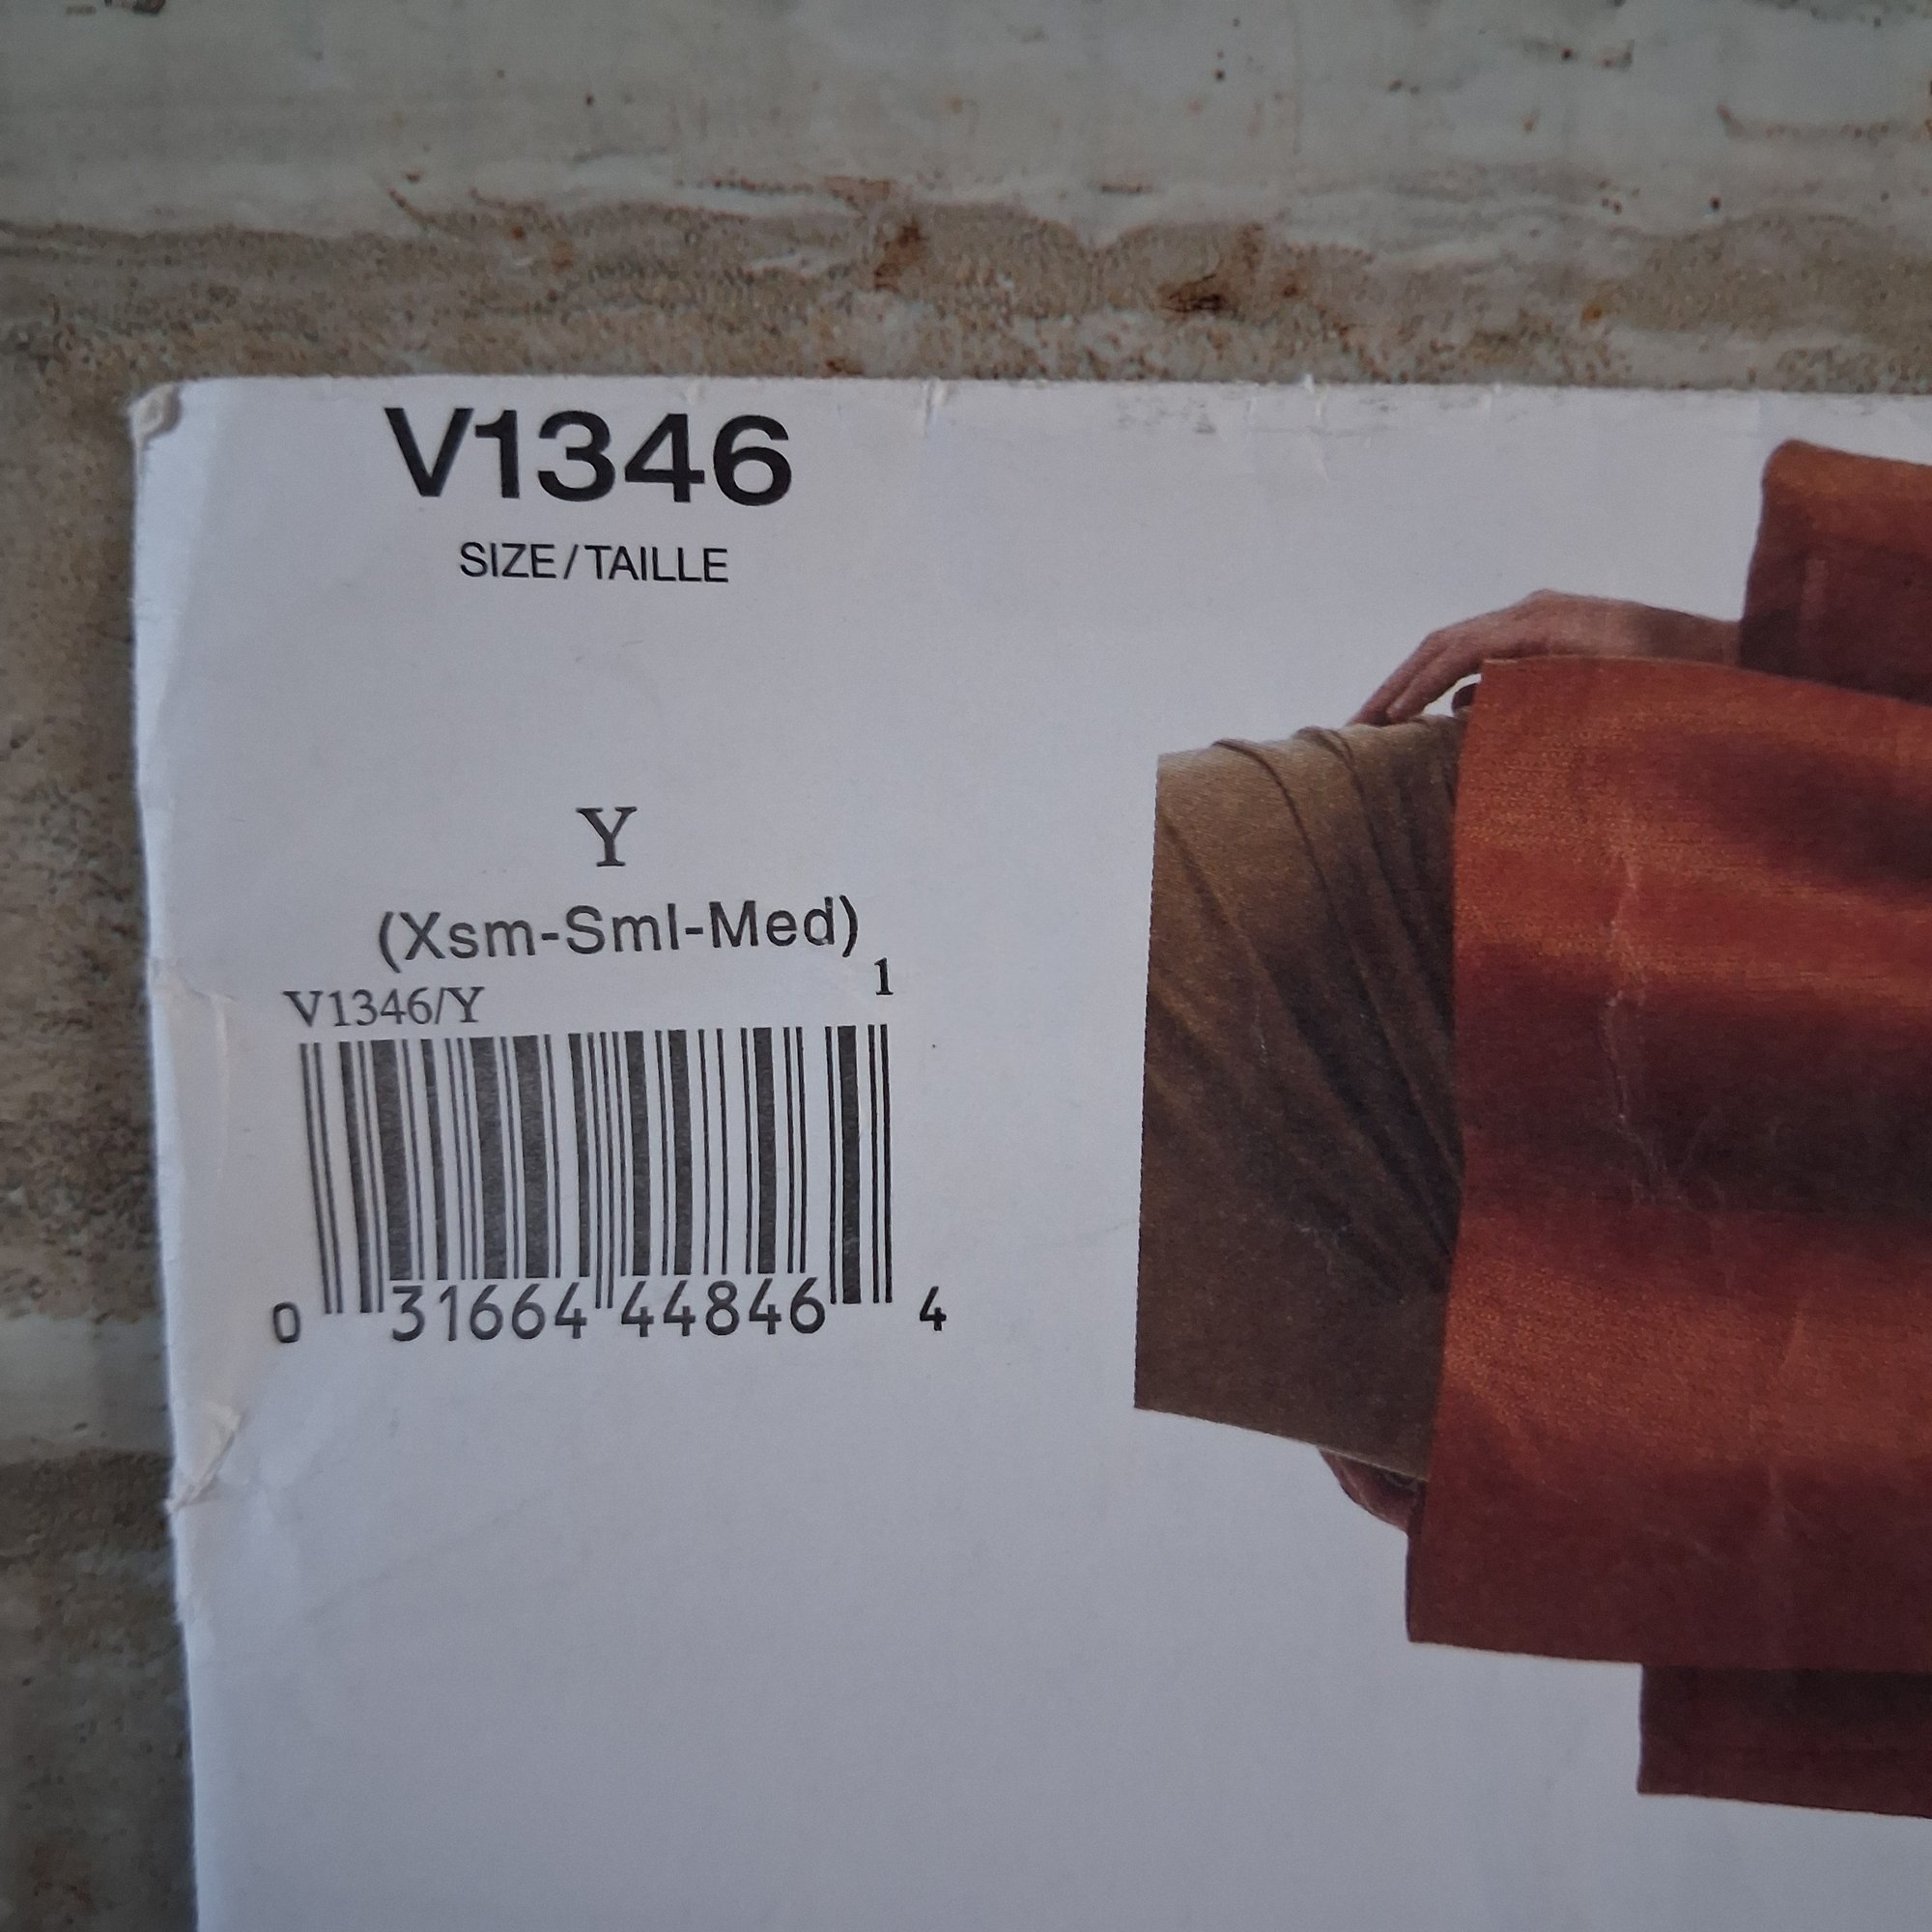 V1346
SIZE/TAILLE
Y
(Xsm-Sml-Med)
V1346/Y 1
0 31664 44846 4